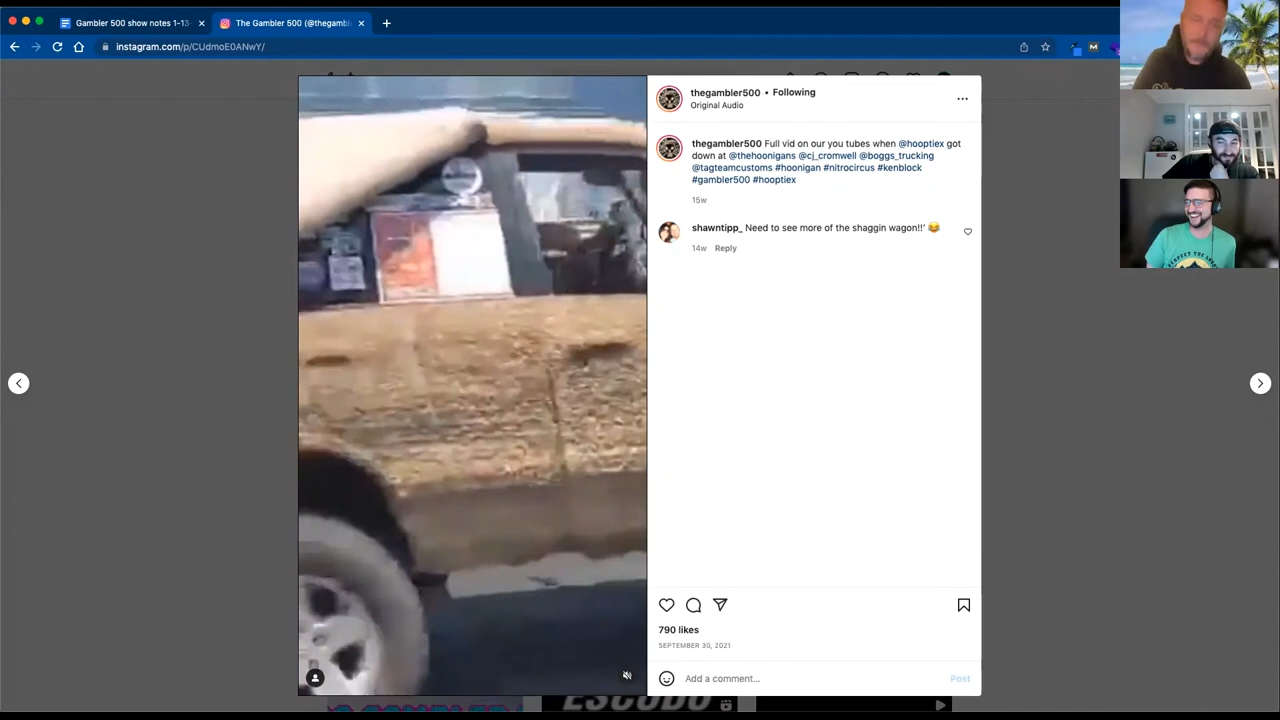 Gambler 500 show notes 1-13
The Gambler 500 (@thegambl
instagram.com/p/CUdmoE0ANwY/
thegambler500 • Following
Original Audio
thegambler500 Full vid on our you tubes when @hooptiex got
down at @thehoonigans @cj_cromwell @boggs_trucking
@tagteamcustoms #hoonigan #nitrocircus #kenblock
#gambler500 #hooptiex
15w
shawntipp_ Need to see more of the shaggin wagon!!' 😂
14w Reply
790 likes
SEPTEMBER 30, 2021
Add a comment...
Post